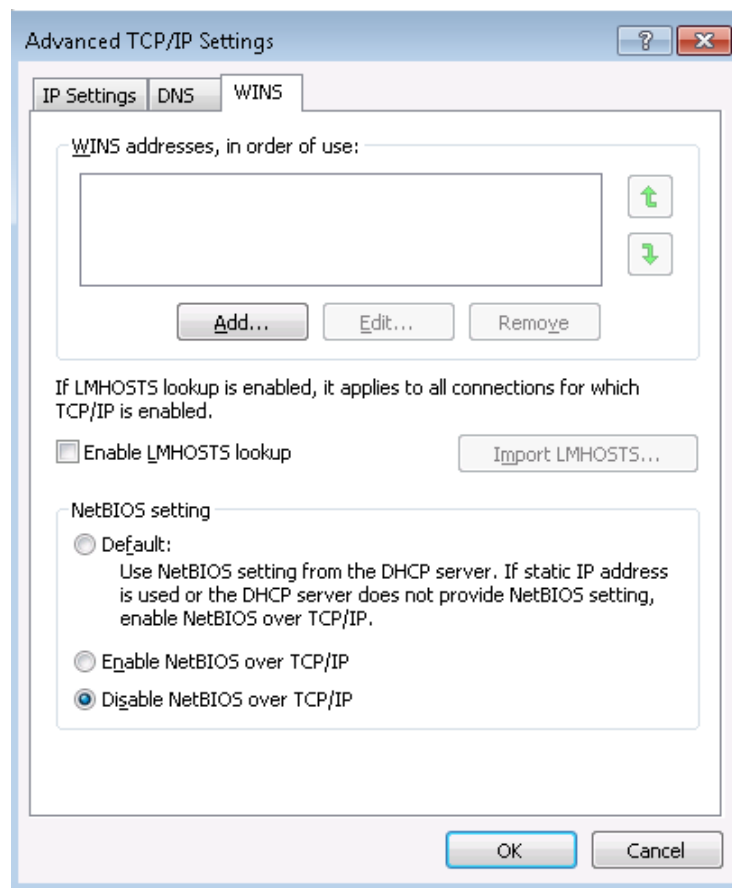 Advanced TCP/IP Settings
IP Settings DNS WINS
WINS addresses, in order of use:
Add... Edit... Remove
If LMHOSTS lookup is enabled, it applies to all connections for which
TCP/IP is enabled.
Enable LMHOSTS lookup Import LMHOSTS...
NetBIOS setting
Default:
Use NetBIOS setting from the DHCP server. If static IP address
is used or the DHCP server does not provide NetBIOS setting,
enable NetBIOS over TCP/IP.
Enable NetBIOS over TCP/IP
Disable NetBIOS over TCP/IP
OK Cancel